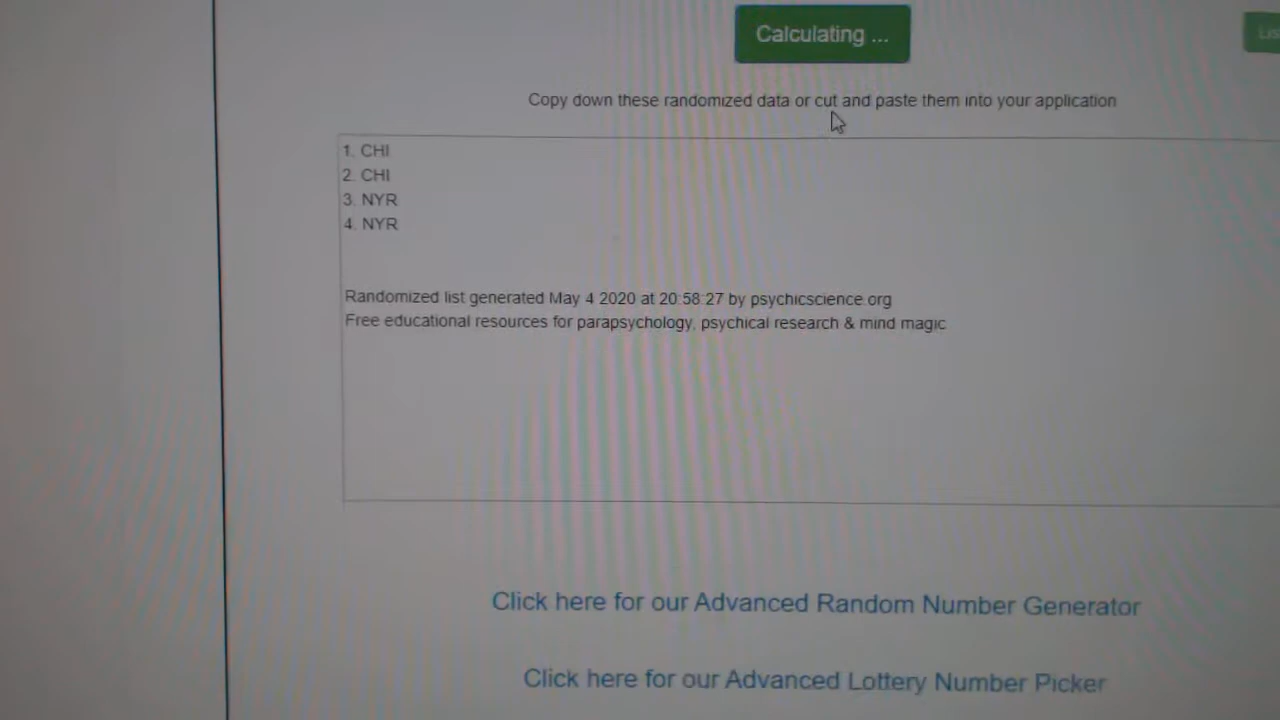 Calculating ...
Copy down these randomized data or cut and paste them into your application
1. CHI
2. CHI
3. NYR
4. NYR
Randomized list generated May 4 2020 at 20:58:27 by psychicscience.org
Free educational resources for parapsychology, psychical research & mind magic
Click here for our Advanced Random Number Generator
Click here for our Advanced Lottery Number Picker